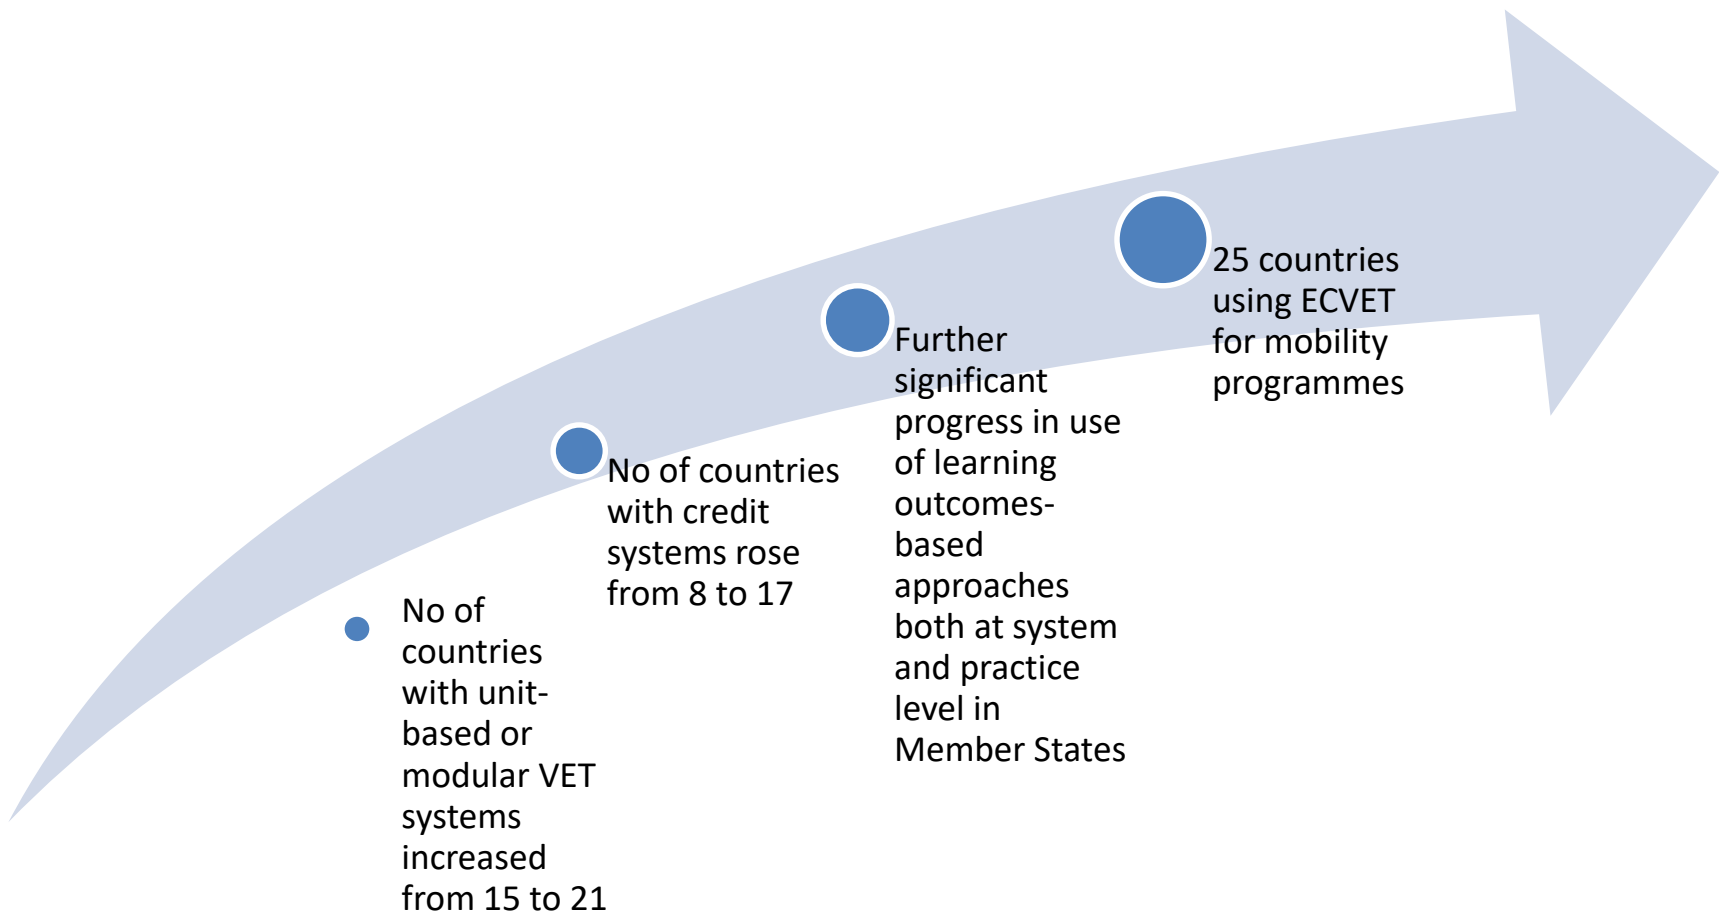 No of
countries
with unit-
based or
modular VET
systems
increased
from 15 to 21
No of countries
with credit
systems rose
from 8 to 17
Further
significant
progress in use
of learning
outcomes-
based
approaches
both at system
and practice
level in
Member States
25 countries
using ECVET
for mobility
programmes